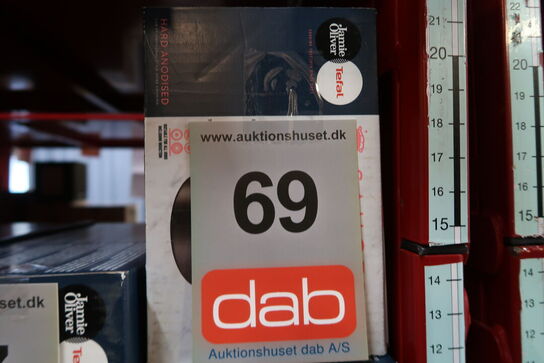 HARD ANODISED
Jamie
Oliver
Tefal
www.auktionshuset.dk
69
dab
Auktionshuset dab A/S
Jamie
Oliver
set.dk
21
20
19
18
17
16
15
14
13
12
20
19
18
17
16
15
14
13
12